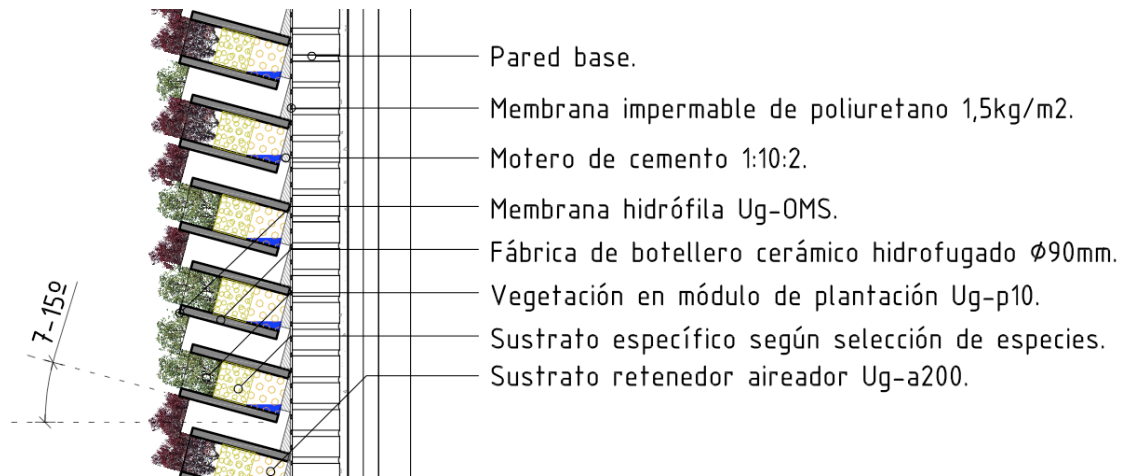 Pared base.
Membrana impermable de poliuretano 1,5kg/m2.
Motero de cemento 1:10:2.
Membrana hidrófila Ug-OMS.
Fábrica de botellero cerámico hidrofugado Ø90mm.
Vegetación en módulo de plantación Ug-p10.
Sustrato específico según selección de especies.
Sustrato retenedor aireador Ug-a200.
7-15º